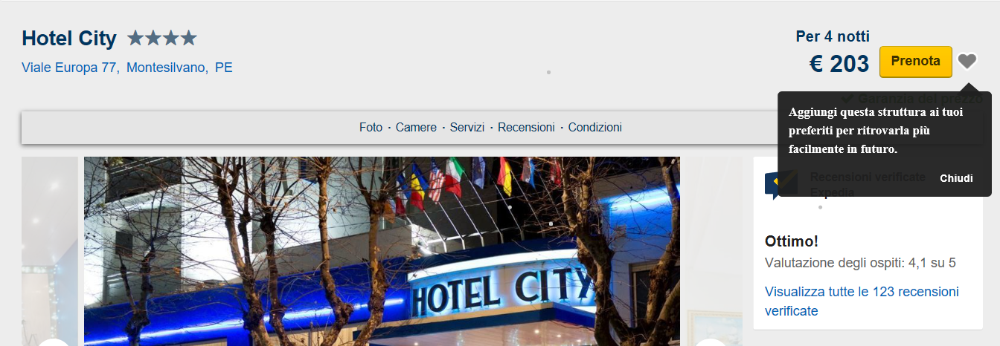 Hotel City
Viale Europa 77, Montesilvano, PE
Per 4 notti
€ 203
Prenota
Garanzia del prezzo
Aggiungi questa struttura ai tuoi
preferiti per ritrovarla più
facilmente in futuro.
Chiudi
Foto · Camere · Servizi · Recensioni · Condizioni
HOTEL CITY
Recensioni verificate
Expedia
Ottimo!
Valutazione degli ospiti: 4,1 su 5
Visualizza tutte le 123 recensioni
verificate